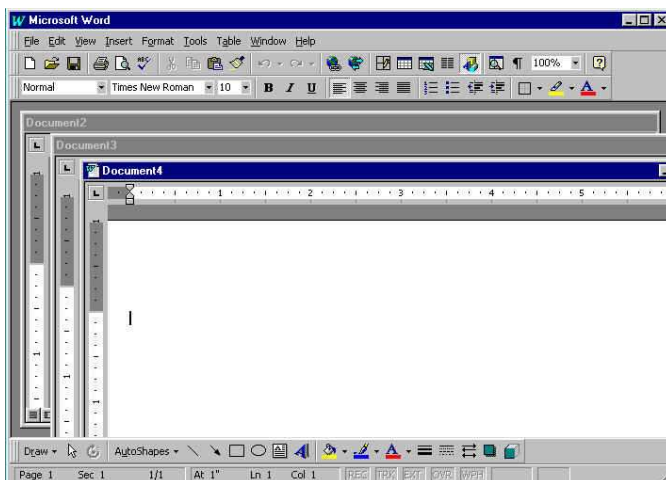 Microsoft Word
File Edit View Insert Format Tools Table Window Help
100%
Normal Times New Roman 10 B I U
Document2
Document3
Document4
1 2 3 4 5
Draw AutoShapes
Page 1 Sec 1 1/1 At 1" Ln 1 Col 1 REC TRK EXT OVR WPH